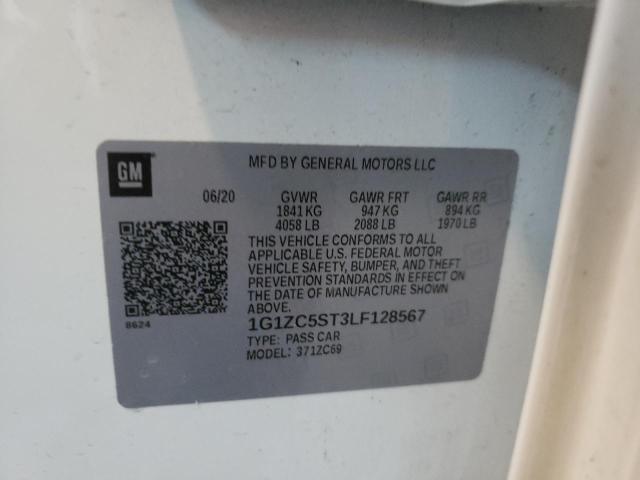 GM
MFD BY GENERAL MOTORS LLC
06/20 GVWR GAWR FRT GAWR RR
1841 KG 947 KG 894 KG
4058 LB 2088 LB 1970 LB
THIS VEHICLE CONFORMS TO ALL
APPLICABLE U.S. FEDERAL MOTOR
VEHICLE SAFETY, BUMPER, AND THEFT
PREVENTION STANDARDS IN EFFECT ON
THE DATE OF MANUFACTURE SHOWN
ABOVE.
8624
1G1ZC5ST3LF128567
TYPE: PASS CAR
MODEL: 371ZC69